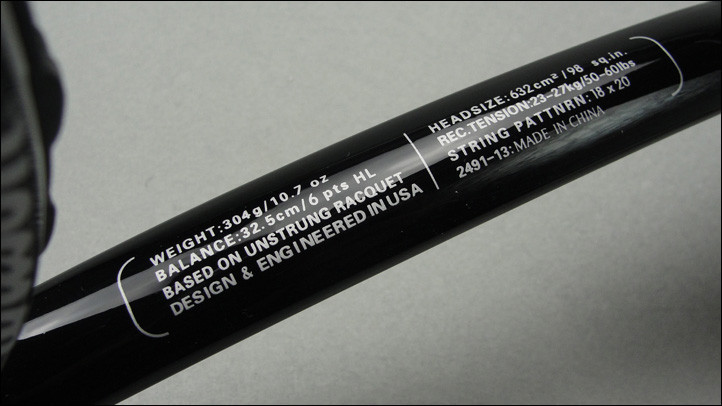 WEIGHT:304g/10.7 oz
BALANCE:32.5cm/6 pts HL
BASED ON UNSTRUNG RACQUET
DESIGN & ENGINEERED IN USA
HEADSIZE:632cm²/98 sq.in.
REC.TENSION:23-27kg/50-60lbs
STRING PATTNRN: 18 x 20
2491-13:MADE IN CHINA